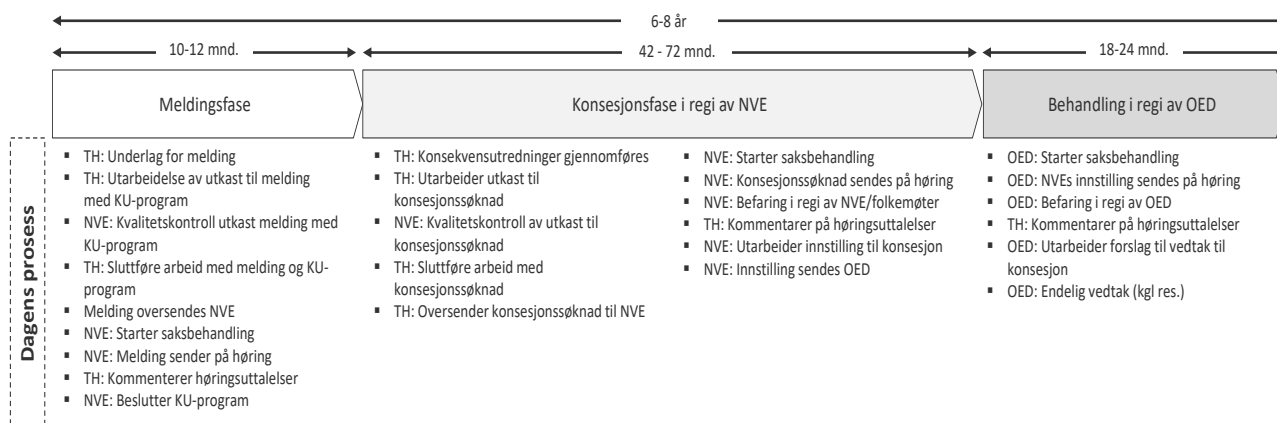 6-8 år
10-12 mnd.
42 - 72 mnd.
18-24 mnd.
Meldingsfase
Konsesjonsfase i regi av NVE
Behandling i regi av OED
Dagens prosess
▪ TH: Underlag for melding
▪ TH: Utarbeidelse av utkast til melding
med KU-program
▪ NVE: Kvalitetskontroll utkast melding med
KU-program
▪ TH: Sluttføre arbeid med melding og KU-
program
▪ Melding oversendes NVE
▪ NVE: Starter saksbehandling
▪ NVE: Melding sender på høring
▪ TH: Kommenterer høringsuttalelser
▪ NVE: Beslutter KU-program
▪ TH: Konsekvensutredninger gjennomføres
▪ TH: Utarbeider utkast til
konsesjonssøknad
▪ NVE: Kvalitetskontroll av utkast til
konsesjonssøknad
▪ TH: Sluttføre arbeid med
konsesjonssøknad
▪ TH: Oversender konsesjonssøknad til NVE
▪ NVE: Starter saksbehandling
▪ NVE: Konsesjonssøknad sendes på høring
▪ NVE: Befaring i regi av NVE/folkemøter
▪ TH: Kommentarer på høringsuttalelser
▪ NVE: Utarbeider innstilling til konsesjon
▪ NVE: Innstilling sendes OED
▪ OED: Starter saksbehandling
▪ OED: NVEs innstilling sendes på høring
▪ OED: Befaring i regi av OED
▪ TH: Kommentarer på høringsuttalelser
▪ OED: Utarbeider forslag til vedtak til
konsesjon
▪ OED: Endelig vedtak (kgl res.)